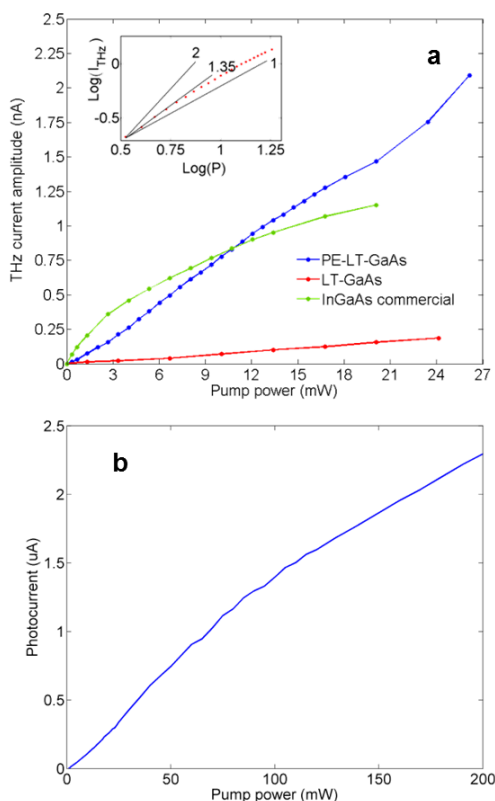 a
2.5
2.25
2
1.75
1.5
1.25
1
0.75
0.5
0.25
0
THz current amplitude (nA)
0 3 6 9 12 15 18 21 24 27
Pump power (mW)
Log(I_THz)
0
-0.5
2
1.35
1
0.5 0.75 1 1.25
Log(P)
PE-LT-GaAs
LT-GaAs
InGaAs commercial
b
2.5
2
1.5
1
0.5
0
Photocurrent (uA)
0 50 100 150 200
Pump power (mW)